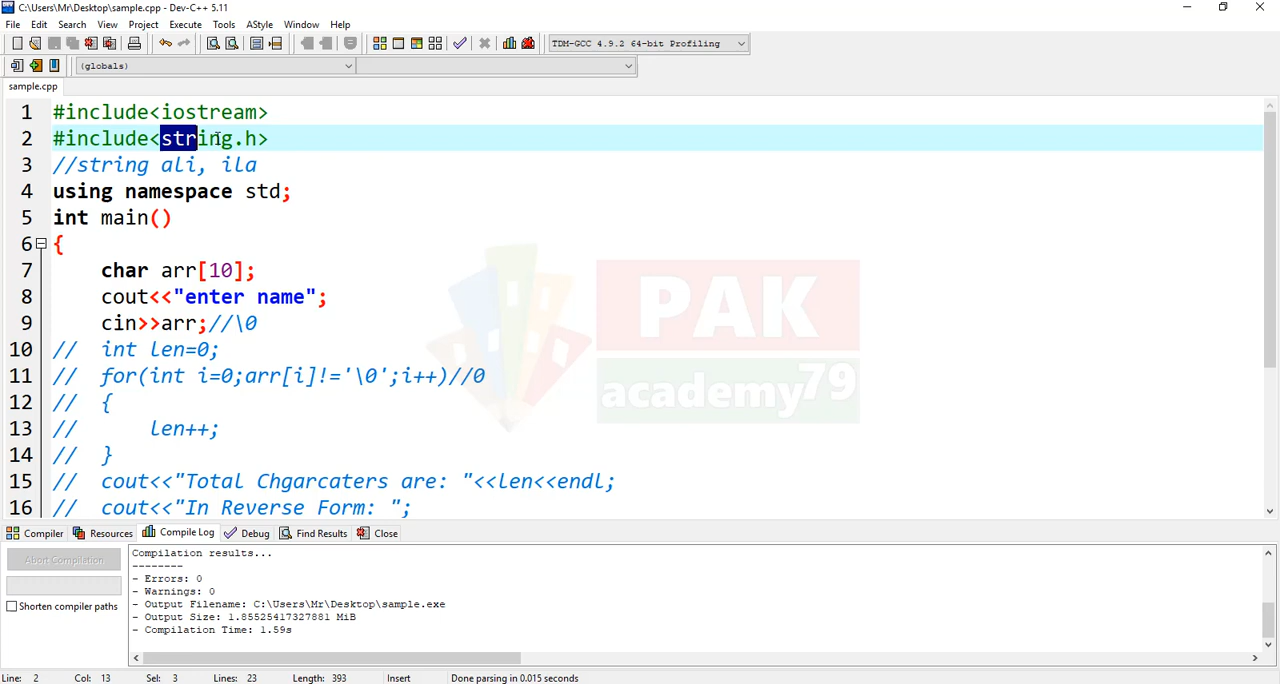 C:\Users\Mr\Desktop\sample.cpp - Dev-C++ 5.11
File Edit Search View Project Execute Tools AStyle Window Help
TDM-GCC 4.9.2 64-bit Profiling
(globals)
sample.cpp
1 #include<iostream>
2 #include<string.h>
3 //string ali, ila
4 using namespace std;
5 int main()
6 {
7 char arr[10];
8 cout<<"enter name";
9 cin>>arr;//\0
10 // int len=0;
11 // for(int i=0;arr[i]!='\0';i++)//0
12 // {
13 // len++;
14 // }
15 // cout<<"Total Chgarcaters are: "<<len<<endl;
16 // cout<<"In Reverse Form: ";
PAK
academy79
Compiler Resources Compile Log Debug Find Results Close
Abort Compilation
Shorten compiler paths
Compilation results...
--------
- Errors: 0
- Warnings: 0
- Output Filename: C:\Users\Mr\Desktop\sample.exe
- Output Size: 1.85525417327881 MiB
- Compilation Time: 1.59s
Line: 2 Col: 13 Sel: 3 Lines: 23 Length: 393 Insert Done parsing in 0.015 seconds